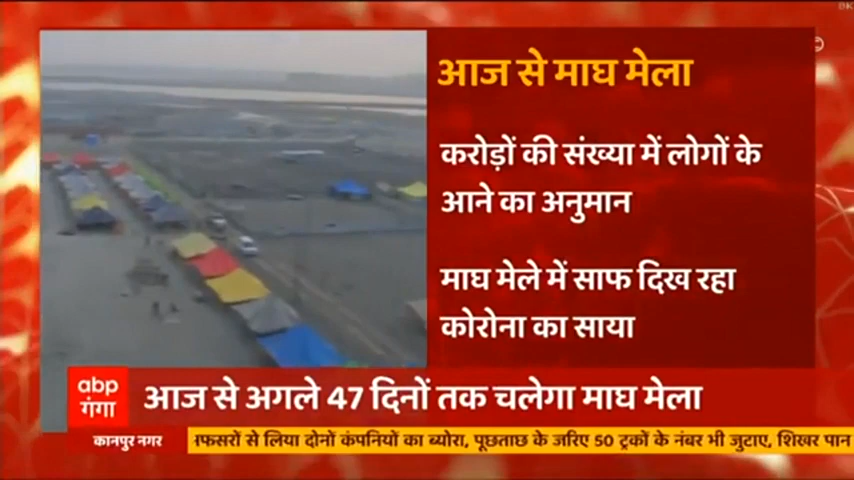 आज से माघ मेला
करोड़ों की संख्या में लोगों के
आने का अनुमान
माघ मेले में साफ दिख रहा
कोरोना का साया
abp
गंगा
आज से अगले 47 दिनों तक चलेगा माघ मेला
कानपुर नगर
रफसरों से लिया दोनों कंपनियों का ब्योरा, पूछताछ के जरिए 50 ट्रकों के नंबर भी जुटाए, शिखर पान